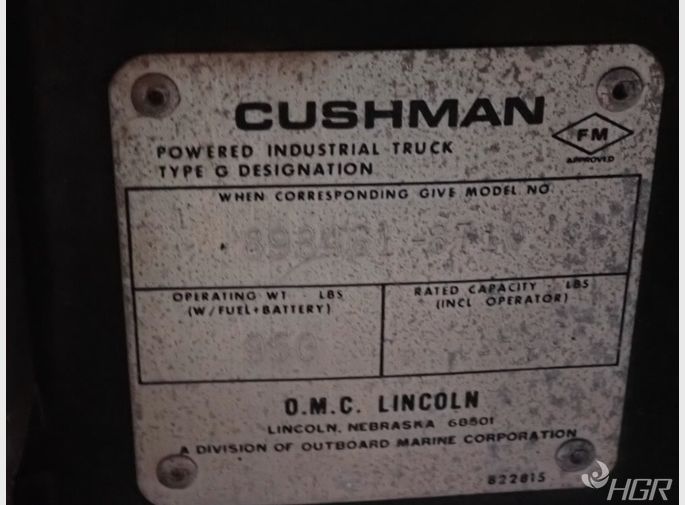 CUSHMAN
FM
APPROVED
POWERED INDUSTRIAL TRUCK
TYPE G DESIGNATION
WHEN CORRESPONDING GIVE MODEL NO
OPERATING WT - LBS
(W/FUEL+BATTERY)
RATED CAPACITY - LBS
(INCL OPERATOR)
O.M.C. LINCOLN
LINCOLN, NEBRASKA 68501
A DIVISION OF OUTBOARD MARINE CORPORATION
822815
HGR